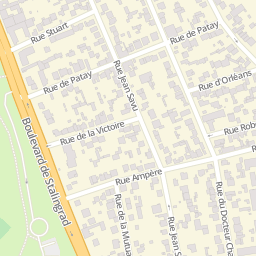 Rue Stuart
Rue de Patay
Rue de Patay
Rue Jean Savu
Rue d'Orléans
Rue de la Victoire
Rue Rob
Boulevard de Stalingrad
Rue Ampère
Rue de la Mutua
Rue Jean S
Rue du Docteur Cha